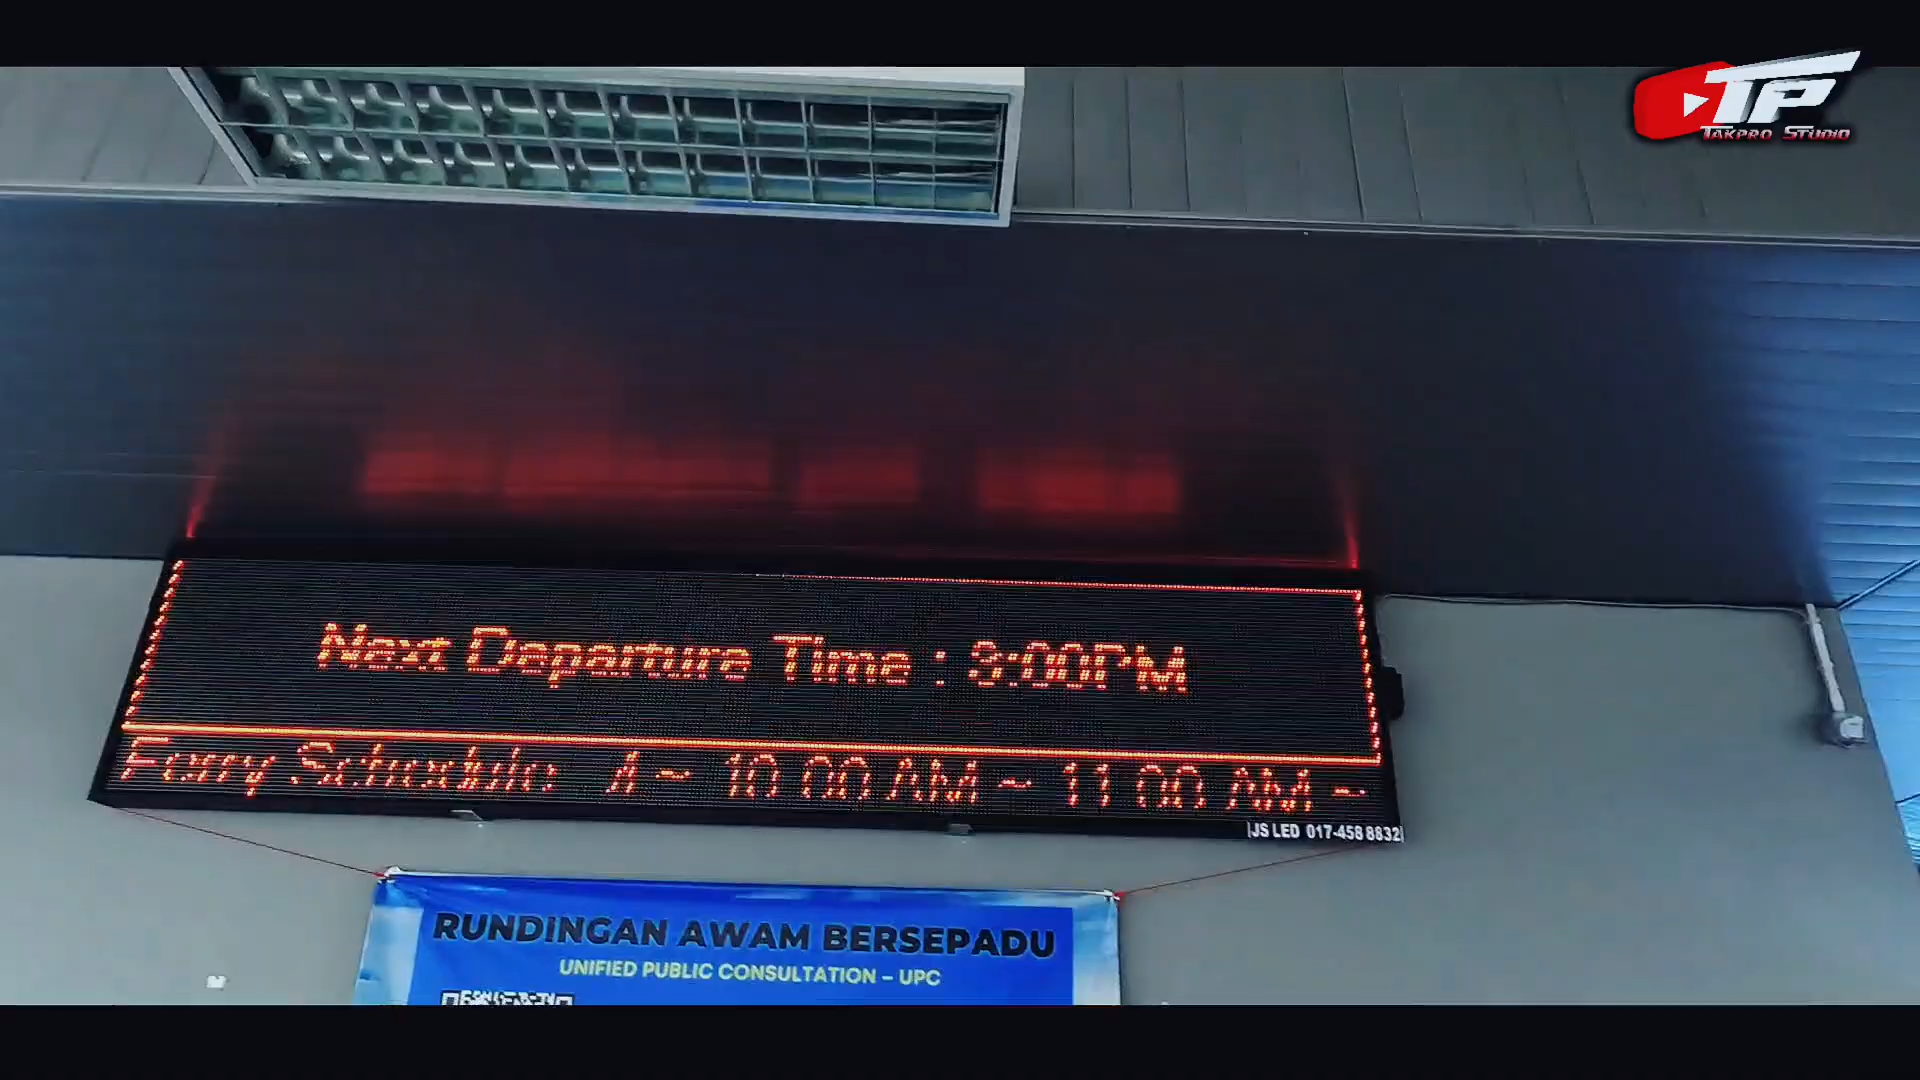 TP
TAKPRO STUDIO
Next Departure Time : 3:00PM
Ferry Schedule 10 00 AM ~ 11 00 AM ~
JS LED 017-458 8832
RUNDINGAN AWAM BERSEPADU
UNIFIED PUBLIC CONSULTATION – UPC